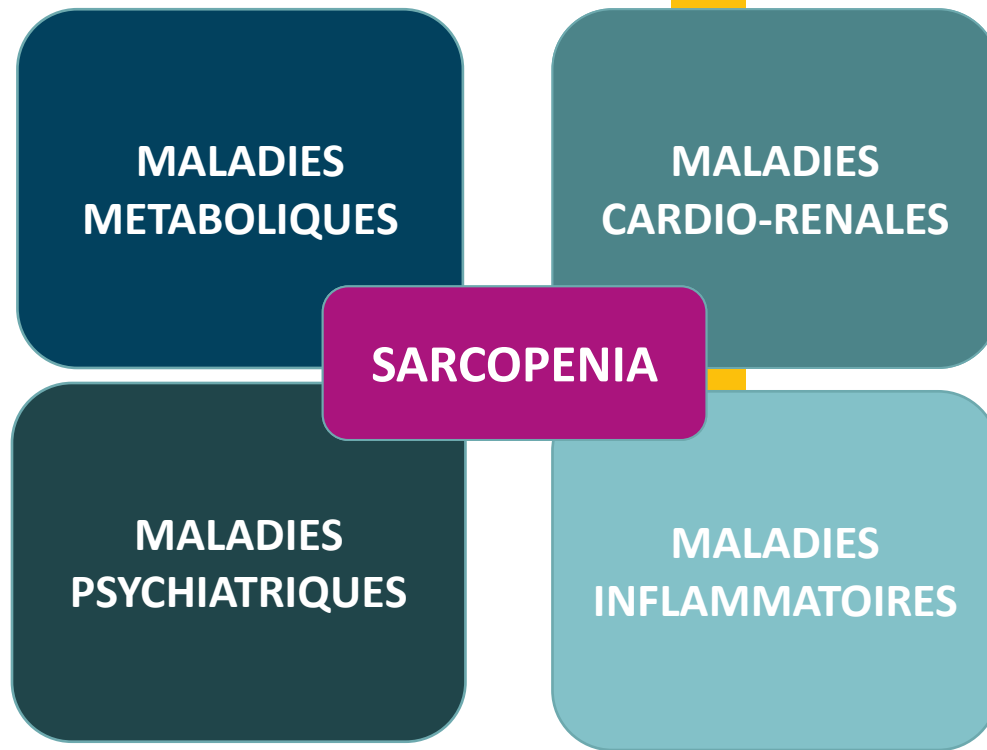 MALADIES
METABOLIQUES
MALADIES
CARDIO-RENALES
SARCOPENIA
MALADIES
PSYCHIATRIQUES
MALADIES
INFLAMMATOIRES